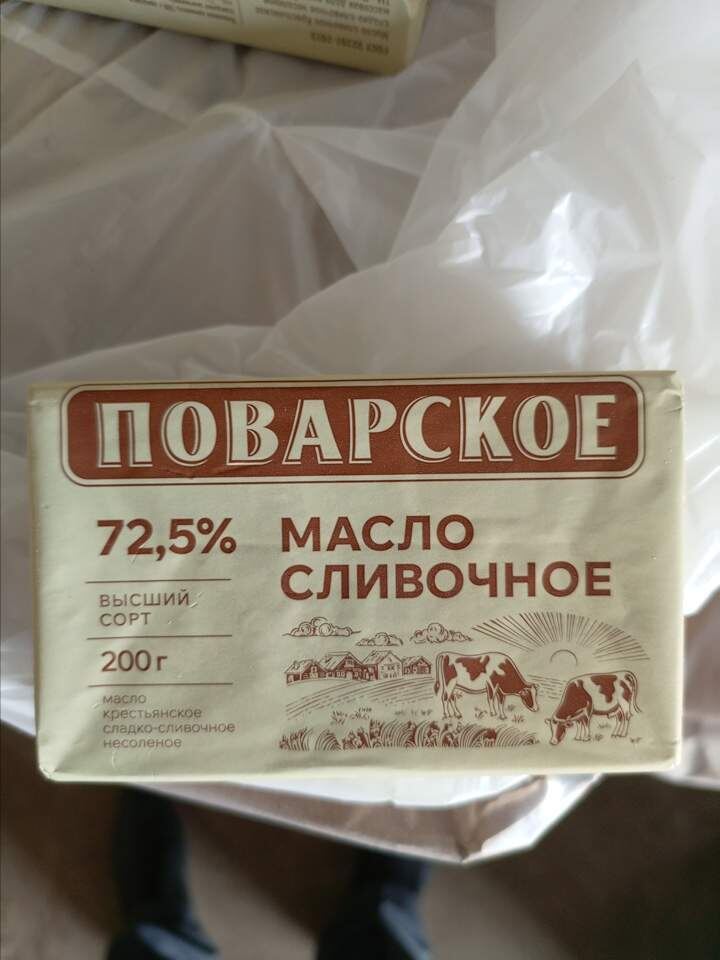 ПОВАРСКОЕ
72,5%
МАСЛО
СЛИВОЧНОЕ
ВЫСШИЙ
СОРТ
200 г
масло
крестьянское
сладко-сливочное
несоленое